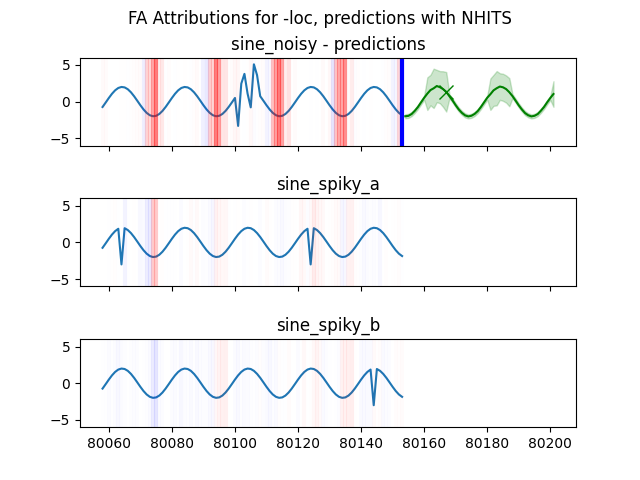 FA Attributions for -loc, predictions with NHITS
sine_noisy - predictions
5
0
−5
sine_spiky_a
5
0
−5
sine_spiky_b
5
0
−5
80060 80080 80100 80120 80140 80160 80180 80200